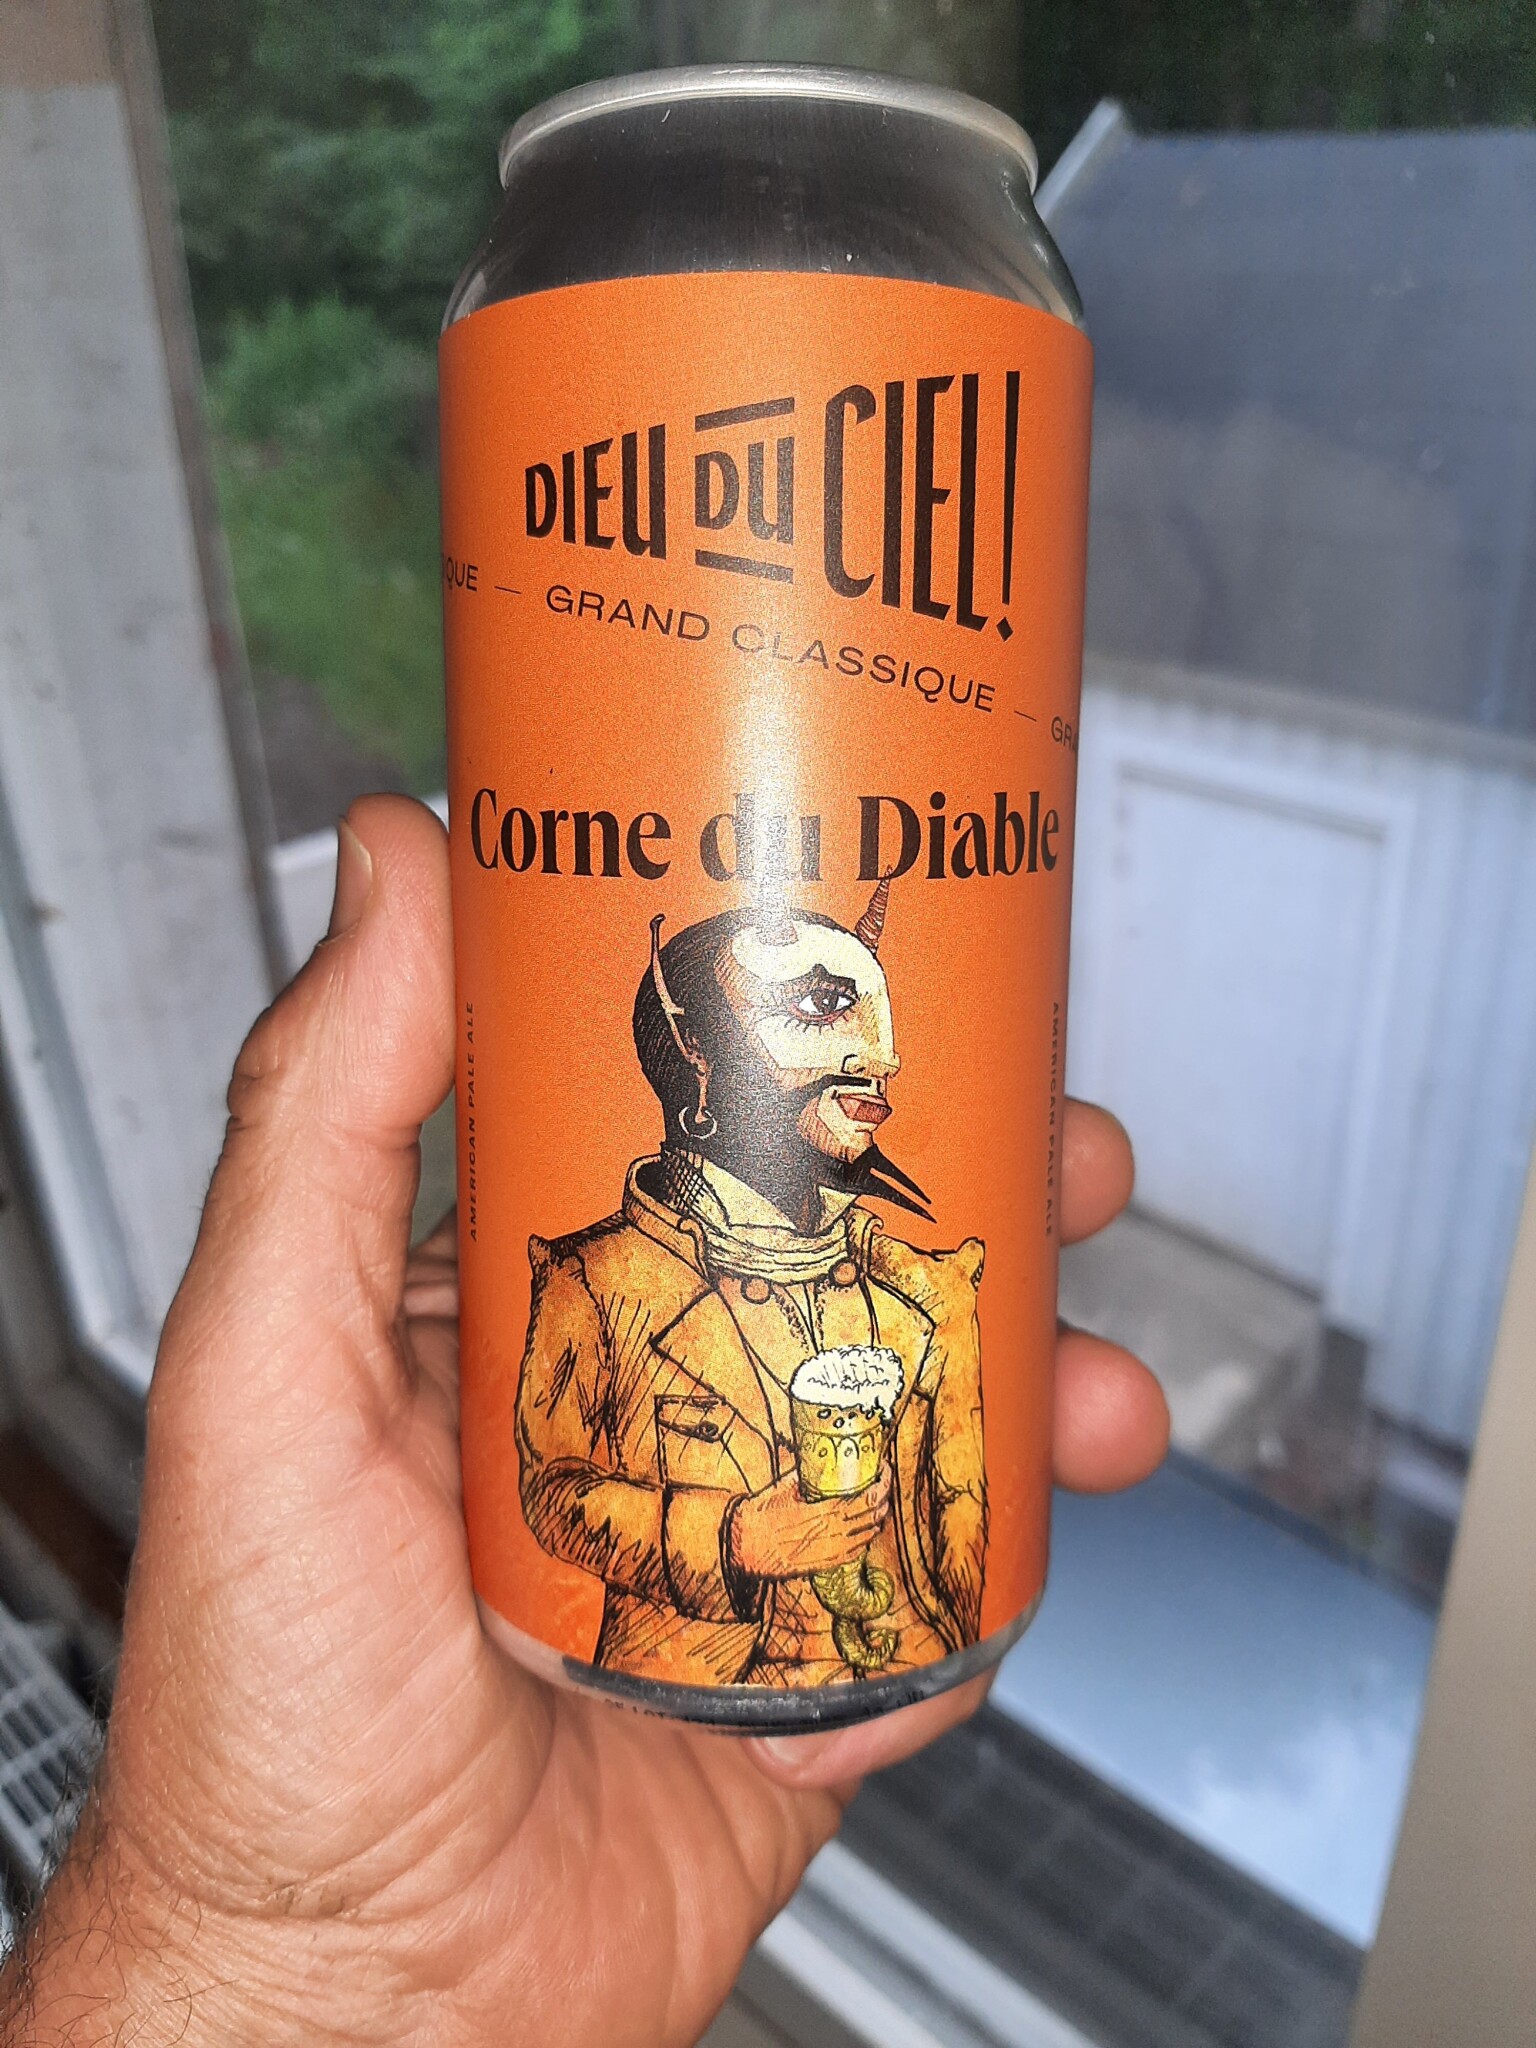 DIEU DU CIEL!
QUE — GRAND CLASSIQUE — GRA
Corne du Diable
AMERICAN PALE ALE
AMERICAN PALE ALE